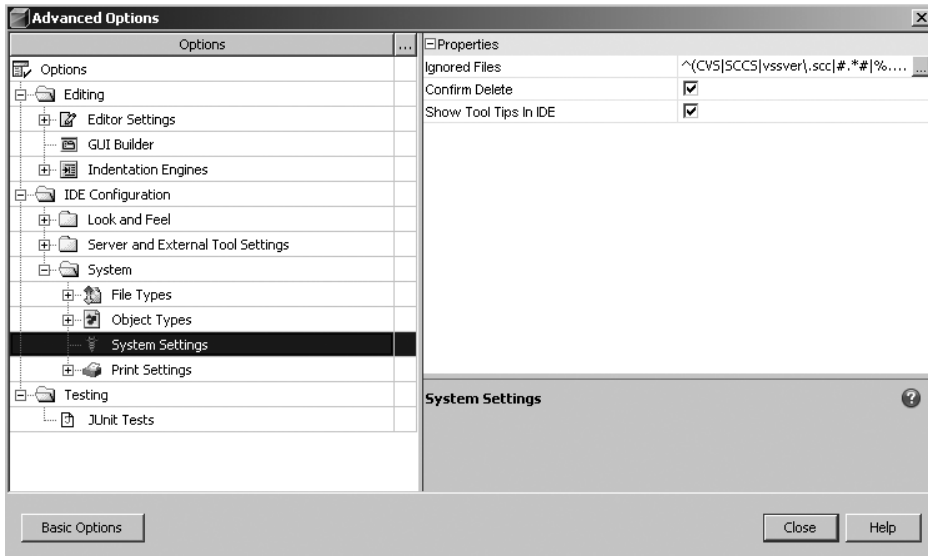 Advanced Options
Options ...
Options
Editing
Editor Settings
GUI Builder
Indentation Engines
IDE Configuration
Look and Feel
Server and External Tool Settings
System
File Types
Object Types
System Settings
Print Settings
Testing
JUnit Tests
Properties
Ignored Files ^(CVS|SCCS|vssver\.scc|#.*#|%.... ...
Confirm Delete
Show Tool Tips In IDE
System Settings
Basic Options Close Help